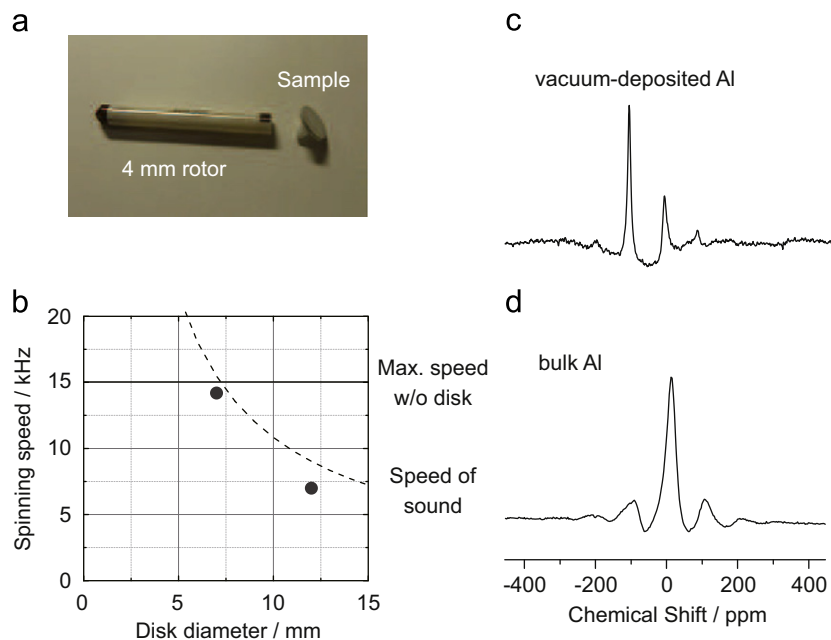 a
Sample
4 mm rotor
b
20
15
10
5
0
0
5
10
15
Spinning speed / kHz
Disk diameter / mm
Max. speed
w/o disk
Speed of
sound
c
vacuum-deposited Al
d
bulk Al
-400
-200
0
200
400
Chemical Shift / ppm